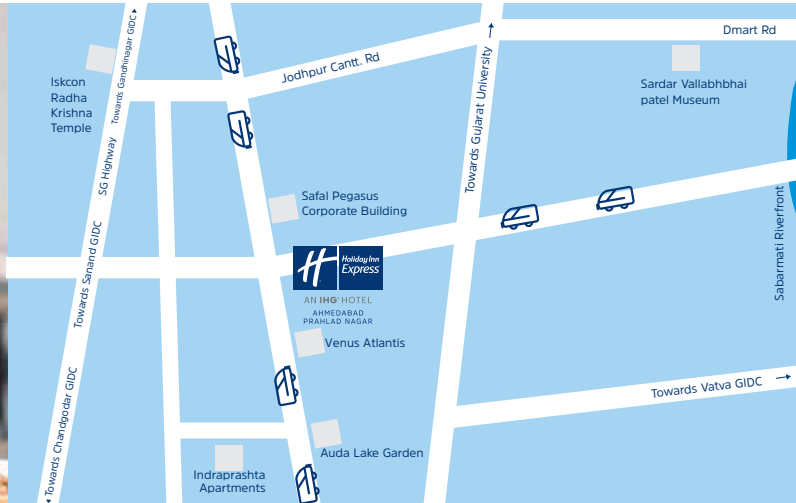 Dmart Rd
Towards Gandhinagar GIDC
Jodhpur Cantt. Rd
Iskcon
Radha
Krishna
Temple
Sardar Vallabhbhai
patel Museum
Towards Gujarat University
SG Highway
Safal Pegasus
Corporate Building
Sabarmati Riverfront
Towards Sanand GIDC
H
Holiday Inn
Express
AN IHG® HOTEL
AHMEDABAD
PRAHLAD NAGAR
Venus Atlantis
Towards Vatva GIDC
Towards Chandgodar GIDC
Auda Lake Garden
Indraprashta
Apartments